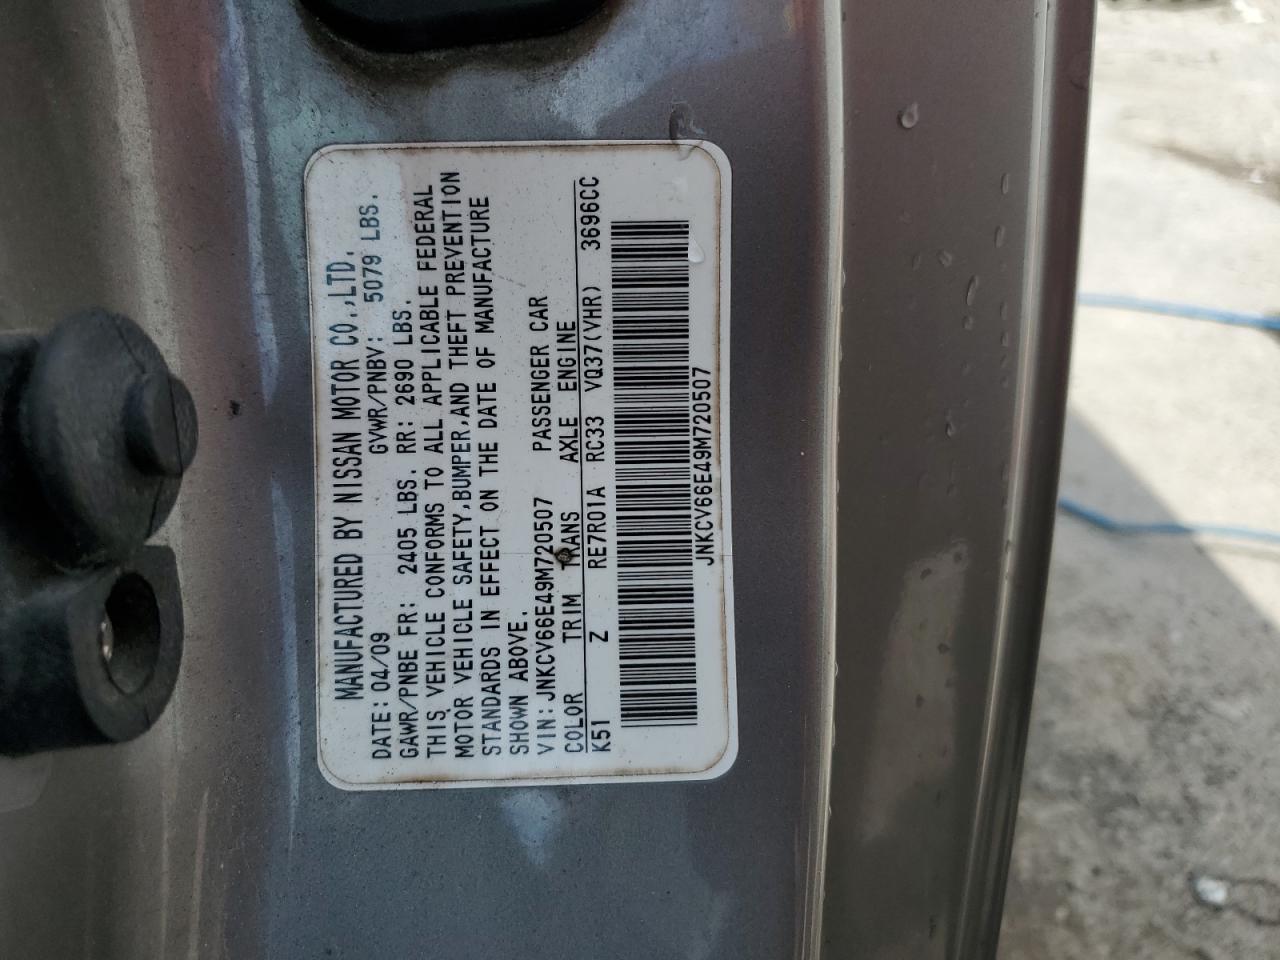 MANUFACTURED BY NISSAN MOTOR CO.,LTD.
DATE: 04/09 GVWR/PNBV: 5079 LBS.
GAWR/PNBE FR: 2405 LBS. RR: 2690 LBS.
THIS VEHICLE CONFORMS TO ALL APPLICABLE FEDERAL
MOTOR VEHICLE SAFETY,BUMPER,AND THEFT PREVENTION
STANDARDS IN EFFECT ON THE DATE OF MANUFACTURE
SHOWN ABOVE.
VIN: JNKCV66E49M720507 PASSENGER CAR
COLOR TRIM TRANS AXLE ENGINE
K51 Z RE7R01A RC33 VQ37(VHR) 3696CC
JNKCV66E49M720507